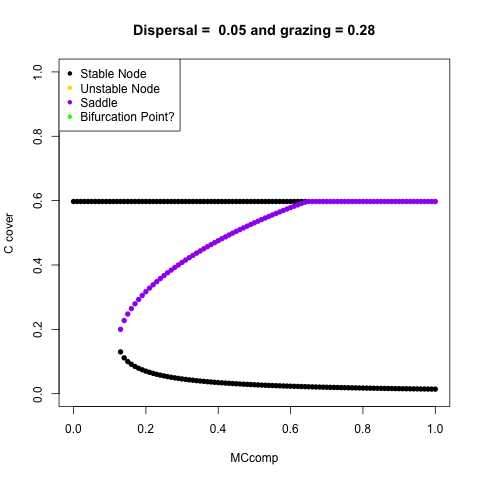 Dispersal =  0.05 and grazing = 0.28
Stable Node
Unstable Node
Saddle
Bifurcation Point?
C cover
1.0
0.8
0.6
0.4
0.2
0.0
0.0 0.2 0.4 0.6 0.8 1.0
MCcomp